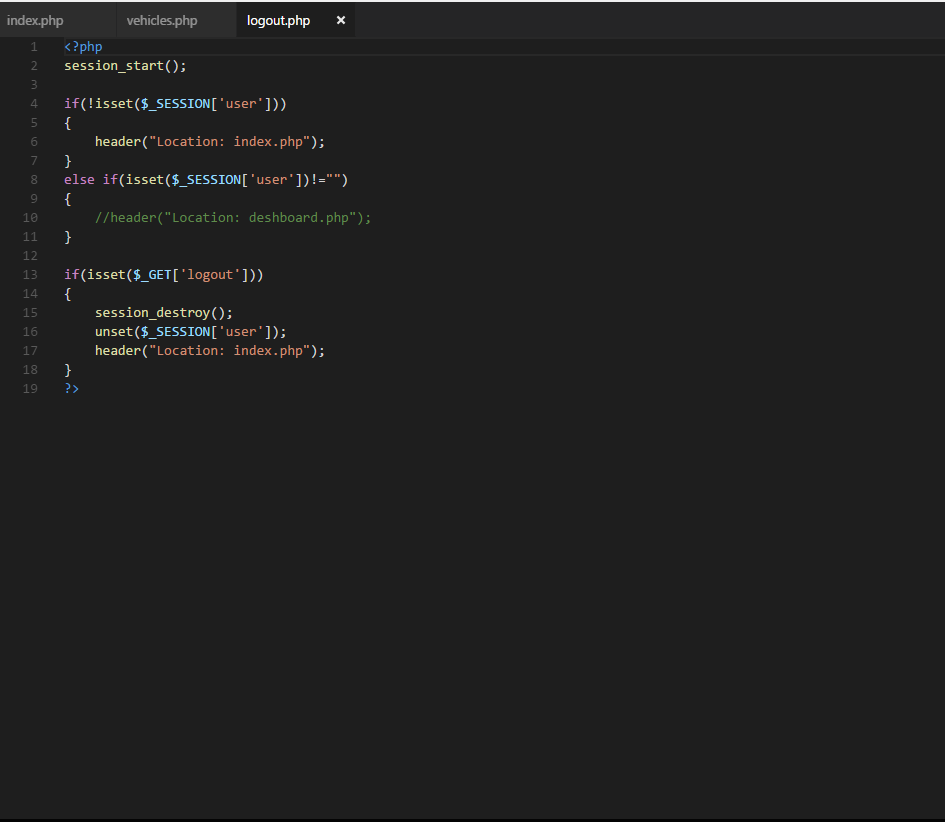 index.php vehicles.php logout.php ×
1 <?php
2 session_start();
3
4 if(!isset($_SESSION['user']))
5 {
6     header("Location: index.php");
7 }
8 else if(isset($_SESSION['user'])!="")
9 {
10     //header("Location: deshboard.php");
11 }
12
13 if(isset($_GET['logout']))
14 {
15     session_destroy();
16     unset($_SESSION['user']);
17     header("Location: index.php");
18 }
19 ?>